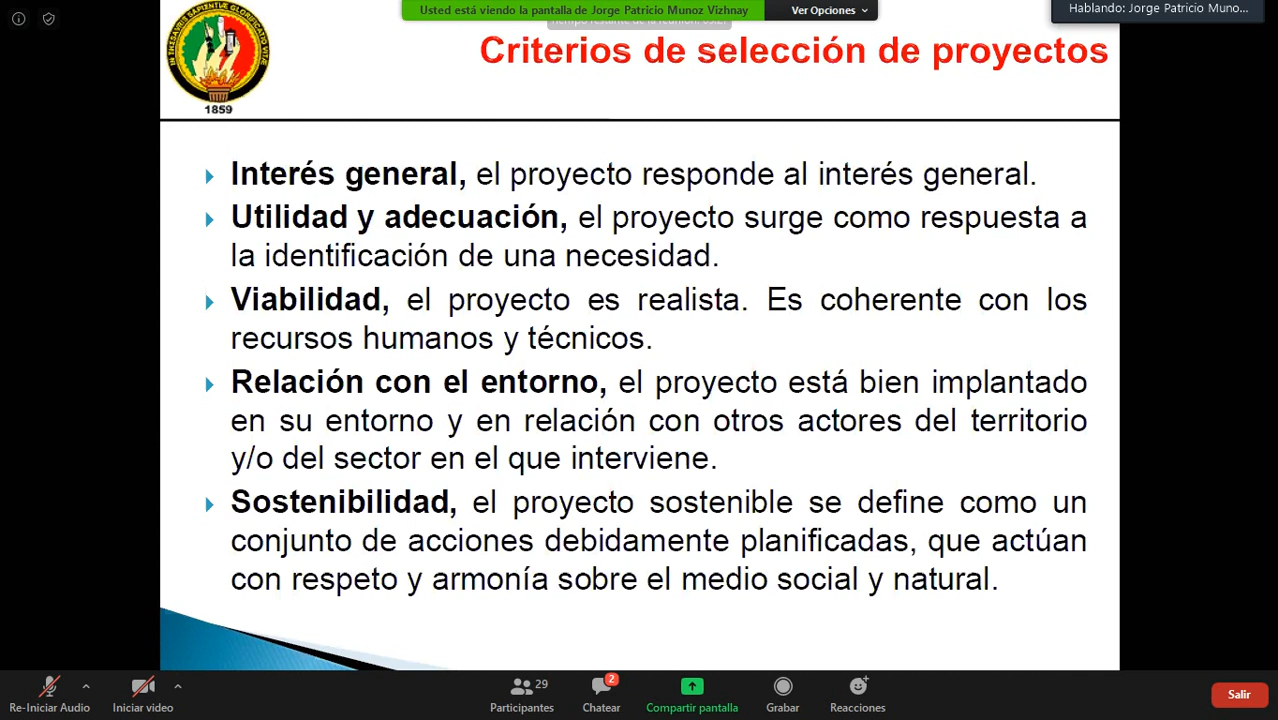 Usted está viendo la pantalla de Jorge Patricio Munoz Vizhnay
Ver Opciones
Hablando: Jorge Patricio Muno...
IN THESAVRIS SAPIENTIAE GLORIFICATIO VITAE
1859
Criterios de selección de proyectos
Interés general, el proyecto responde al interés general.
Utilidad y adecuación, el proyecto surge como respuesta a
la identificación de una necesidad.
Viabilidad, el proyecto es realista. Es coherente con los
recursos humanos y técnicos.
Relación con el entorno, el proyecto está bien implantado
en su entorno y en relación con otros actores del territorio
y/o del sector en el que interviene.
Sostenibilidad, el proyecto sostenible se define como un
conjunto de acciones debidamente planificadas, que actúan
con respeto y armonía sobre el medio social y natural.
Re-Iniciar Audio
Iniciar video
29
Participantes
2
Chatear
Compartir pantalla
Grabar
Reacciones
Salir